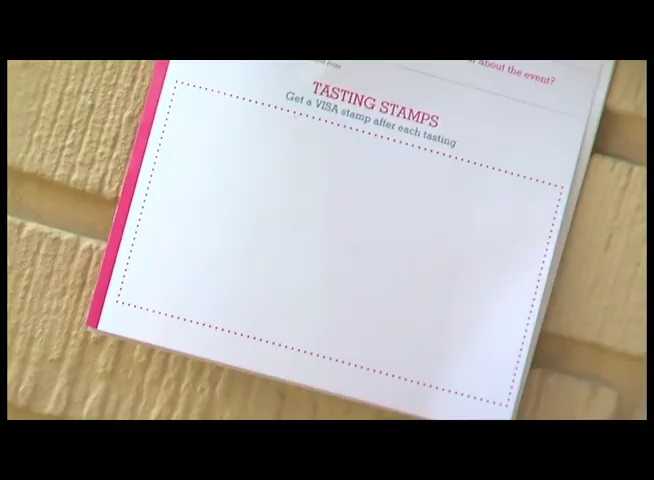 about the event?
TASTING STAMPS
Get a VISA stamp after each tasting